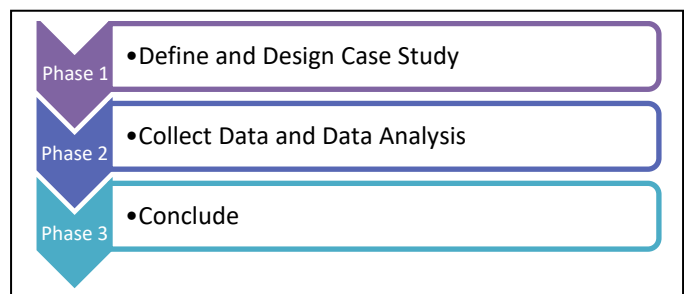 Phase 1
•Define and Design Case Study
Phase 2
•Collect Data and Data Analysis
Phase 3
•Conclude